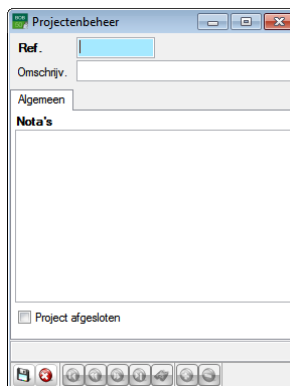 Projectenbeheer
Ref.
Omschrijv.
Algemeen
Nota's
Project afgesloten